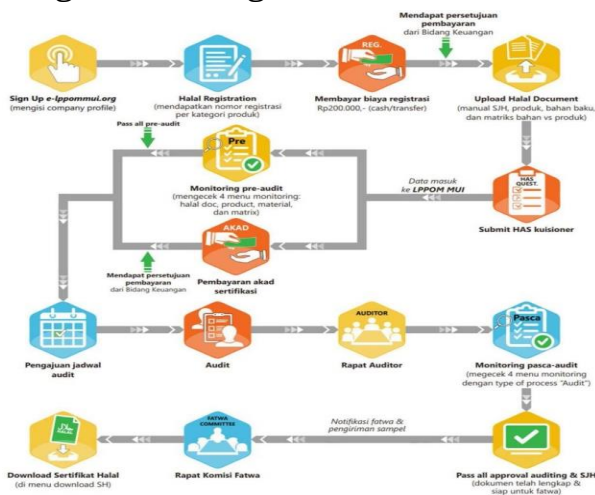 Mendapat persetujuan
pembayaran
dari Bidang Keuangan
REG.
Sign Up e-lppommui.org
(mengisi company profile)
Halal Registration
(mendapatkan nomor registrasi
per kategori produk)
Membayar biaya registrasi
Rp200.000,- (cash/transfer)
Upload Halal Document
(manual SJH, produk, bahan baku,
dan matriks bahan vs produk)
Pass all pre-audit
Pre
Monitoring pre-audit
(mengecek 4 menu monitoring:
halal doc, product, material,
dan matrix)
Data masuk
ke LPPOM MUI
HAS
QUEST.
Submit HAS kuisioner
AKAD
Mendapat persetujuan
pembayaran
dari Bidang Keuangan
Pembayaran akad
sertifikasi
Pengajuan jadwal
audit
Audit
AUDITOR
Rapat Auditor
Pasca
Monitoring pasca-audit
(megecek 4 menu monitoring
dengan type of process "Audit")
Notifikasi fatwa &
pengiriman sampel
FATWA
COMMITTEE
Download Sertifikat Halal
(di menu download SH)
Rapat Komisi Fatwa
Pass all approval auditing & SJH
(dokumen telah lengkap &
siap untuk fatwa)